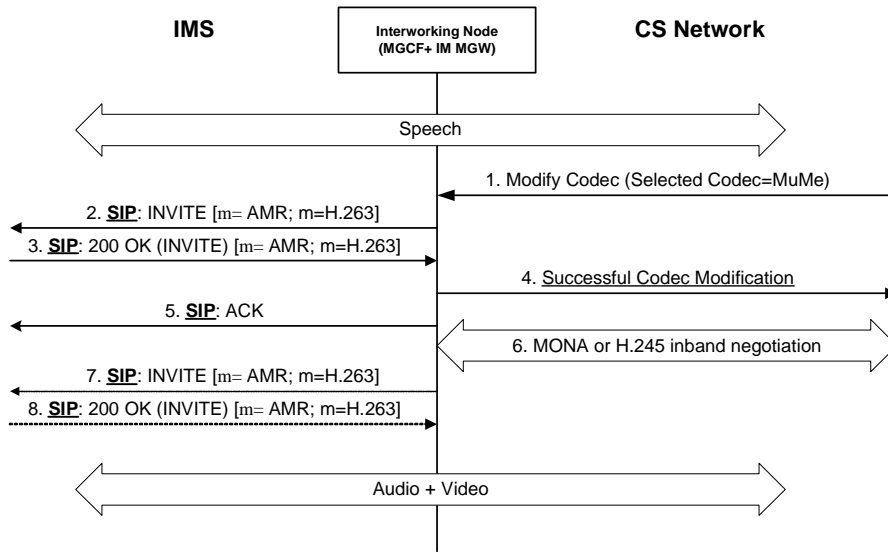 IMS
Interworking Node
(MGCF+ IM MGW)
CS Network
Speech
1. Modify Codec (Selected Codec=MuMe)
2. SIP: INVITE [m= AMR; m=H.263]
3. SIP: 200 OK (INVITE) [m= AMR; m=H.263]
4. Successful Codec Modification
5. SIP: ACK
6. MONA or H.245 inband negotiation
7. SIP: INVITE [m= AMR; m=H.263]
8. SIP: 200 OK (INVITE) [m= AMR; m=H.263]
Audio + Video